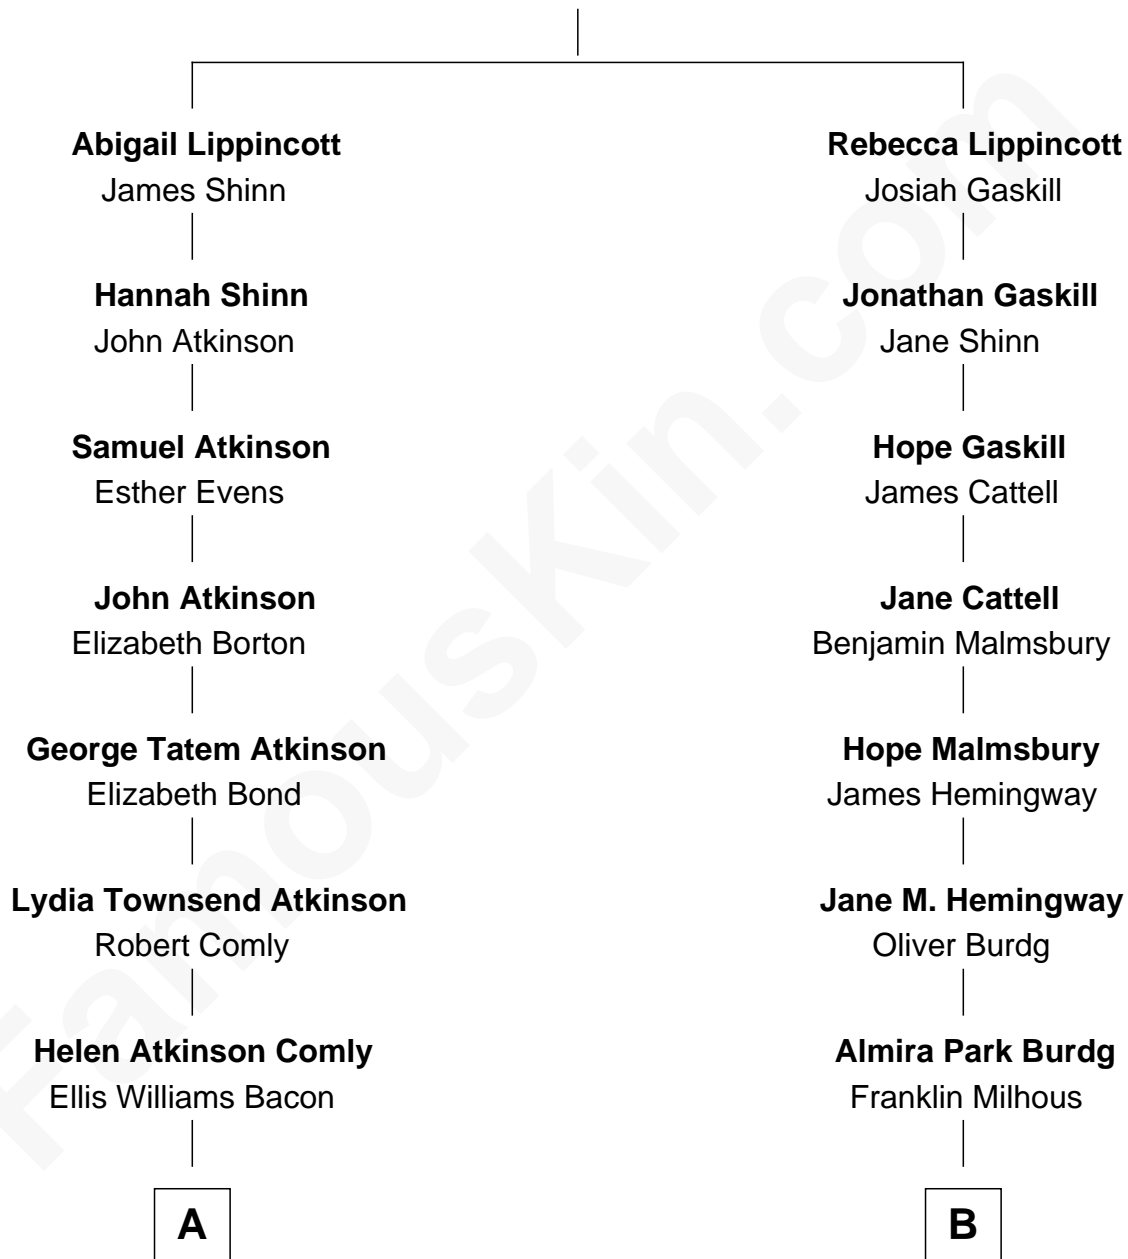 Abigail Lippincott
James Shinn
Rebecca Lippincott
Josiah Gaskill
Hannah Shinn
John Atkinson
Jonathan Gaskill
Jane Shinn
Samuel Atkinson
Esther Evens
Hope Gaskill
James Cattell
John Atkinson
Elizabeth Borton
Jane Cattell
Benjamin Malmsbury
George Tatem Atkinson
Elizabeth Bond
Hope Malmsbury
James Hemingway
Lydia Townsend Atkinson
Robert Comly
Jane M. Hemingway
Oliver Burdg
Helen Atkinson Comly
Ellis Williams Bacon
Almira Park Burdg
Franklin Milhous
A
B
FamousKin.com